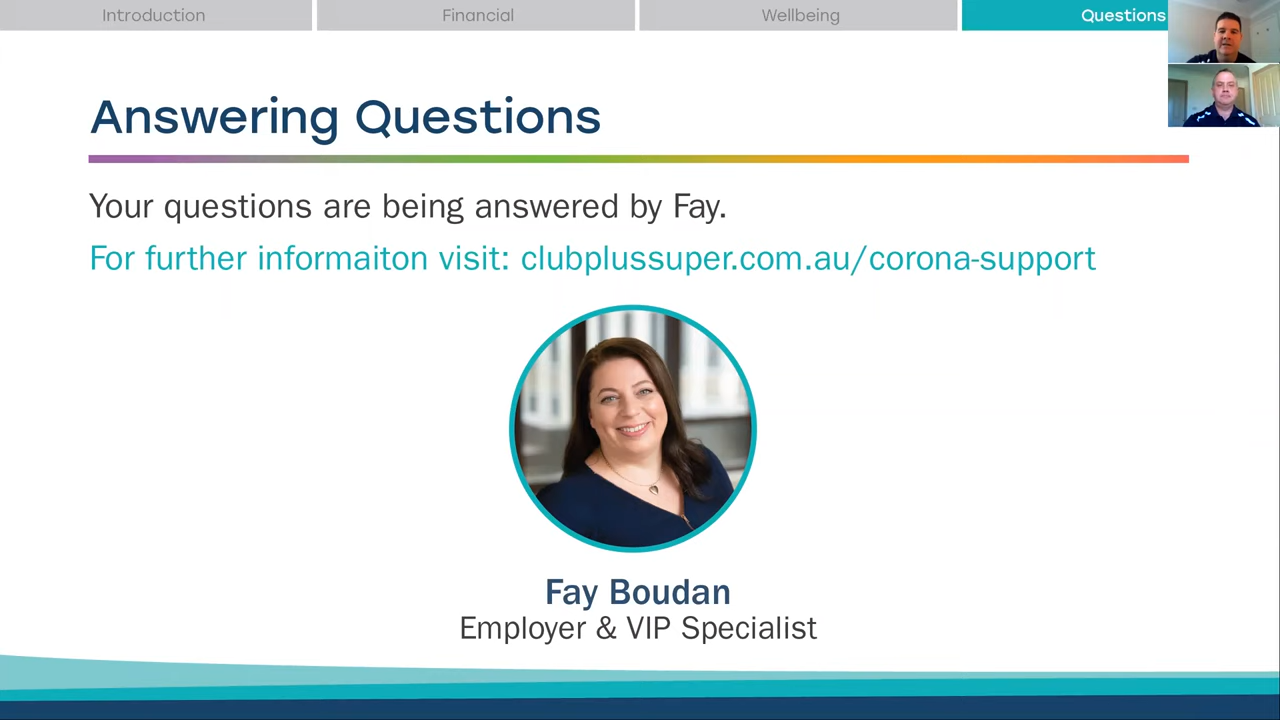 Introduction
Financial
Wellbeing
Questions
Answering Questions
Your questions are being answered by Fay.
For further informaiton visit: clubplussuper.com.au/corona-support
Fay Boudan
Employer & VIP Specialist